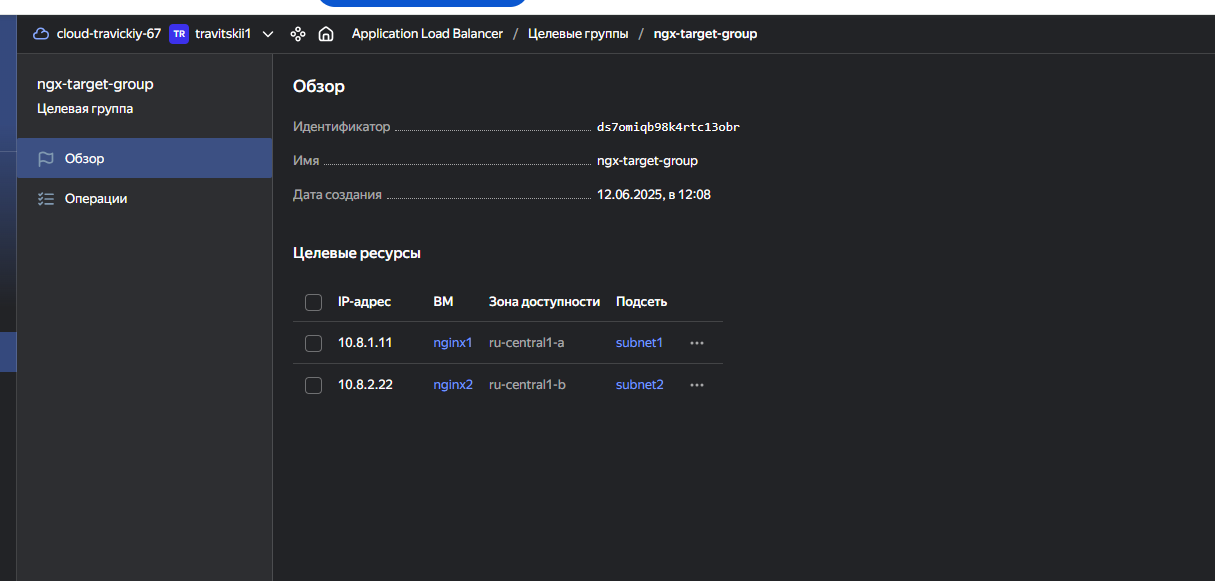 cloud-travickiy-67 TR travitskii1 Application Load Balancer / Целевые группы / ngx-target-group
ngx-target-group
Целевая группа
Обзор
Операции
Обзор
Идентификатор ds7omiqb98k4rtc13obr
Имя ngx-target-group
Дата создания 12.06.2025, в 12:08
Целевые ресурсы
IP-адрес ВМ Зона доступности Подсеть
10.8.1.11 nginx1 ru-central1-a subnet1
10.8.2.22 nginx2 ru-central1-b subnet2